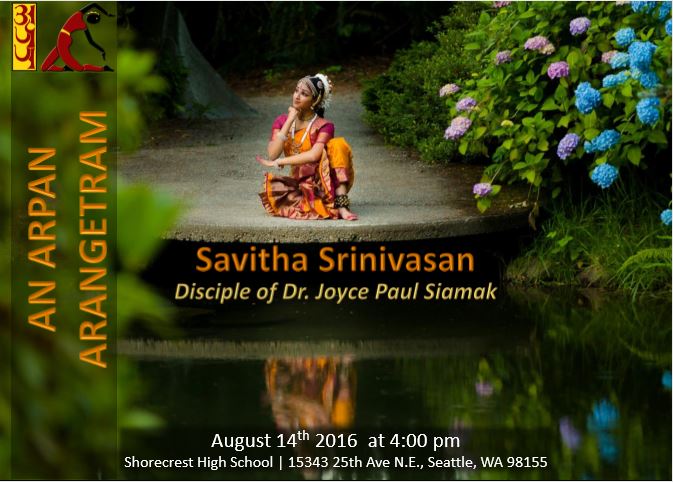 AN ARPAN
ARANGETRAM
Savitha Srinivasan
Disciple of Dr. Joyce Paul Siamak
August 14th 2016 at 4:00 pm
Shorecrest High School | 15343 25th Ave N.E., Seattle, WA 98155